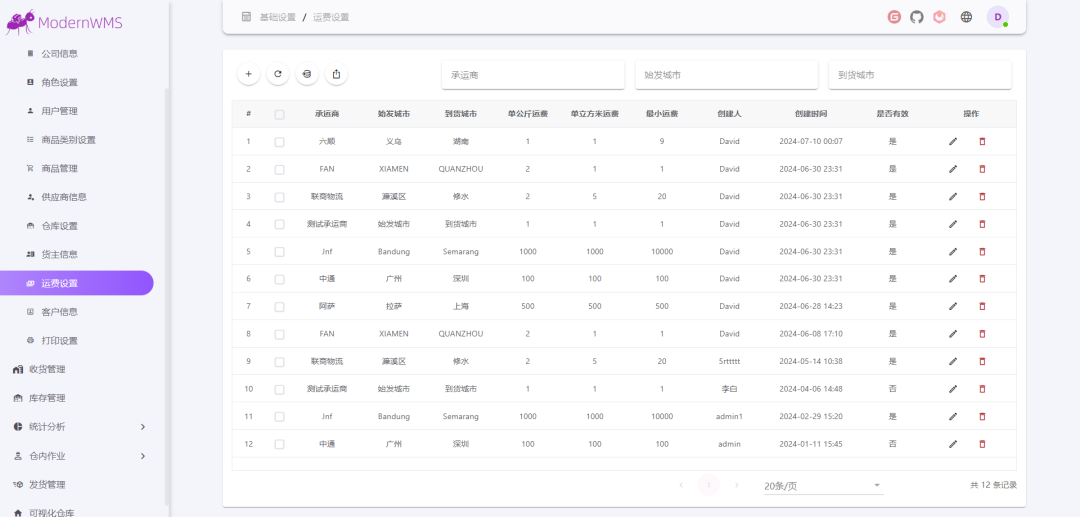 ModernWMS
公司信息
角色设置
用户管理
商品类别设置
商品管理
供应商信息
仓库设置
货主信息
运费设置
客户信息
打印设置
收货管理
库存管理
统计分析
仓内作业
发货管理
可视化仓库
基础设置 / 运费设置
D
承运商 始发城市 到货城市
# 承运商 始发城市 到货城市 单公斤运费 单立方米运费 最小运费 创建人 创建时间 是否有效 操作
1 六顺 义乌 湖南 1 1 9 David 2024-07-10 00:07 是
2 FAN XIAMEN QUANZHOU 2 1 1 David 2024-06-30 23:31 是
3 联商物流 濂溪区 修水 2 5 20 David 2024-06-30 23:31 是
4 测试承运商 始发城市 到货城市 1 1 1 David 2024-06-30 23:31 是
5 Jnf Bandung Semarang 1000 1000 10000 David 2024-06-30 23:31 是
6 中通 广州 深圳 100 100 100 David 2024-06-30 23:31 是
7 阿萨 拉萨 上海 500 500 500 David 2024-06-28 14:23 是
8 FAN XIAMEN QUANZHOU 2 1 1 David 2024-06-08 17:10 是
9 联商物流 濂溪区 修水 2 5 20 5rttttt 2024-05-14 10:38 是
10 测试承运商 始发城市 到货城市 1 1 1 李白 2024-04-06 14:48 否
11 Jnf Bandung Semarang 1000 1000 10000 admin1 2024-02-29 15:20 是
12 中通 广州 深圳 100 100 100 admin 2024-01-11 15:45 否
1 20条/页 共 12 条记录